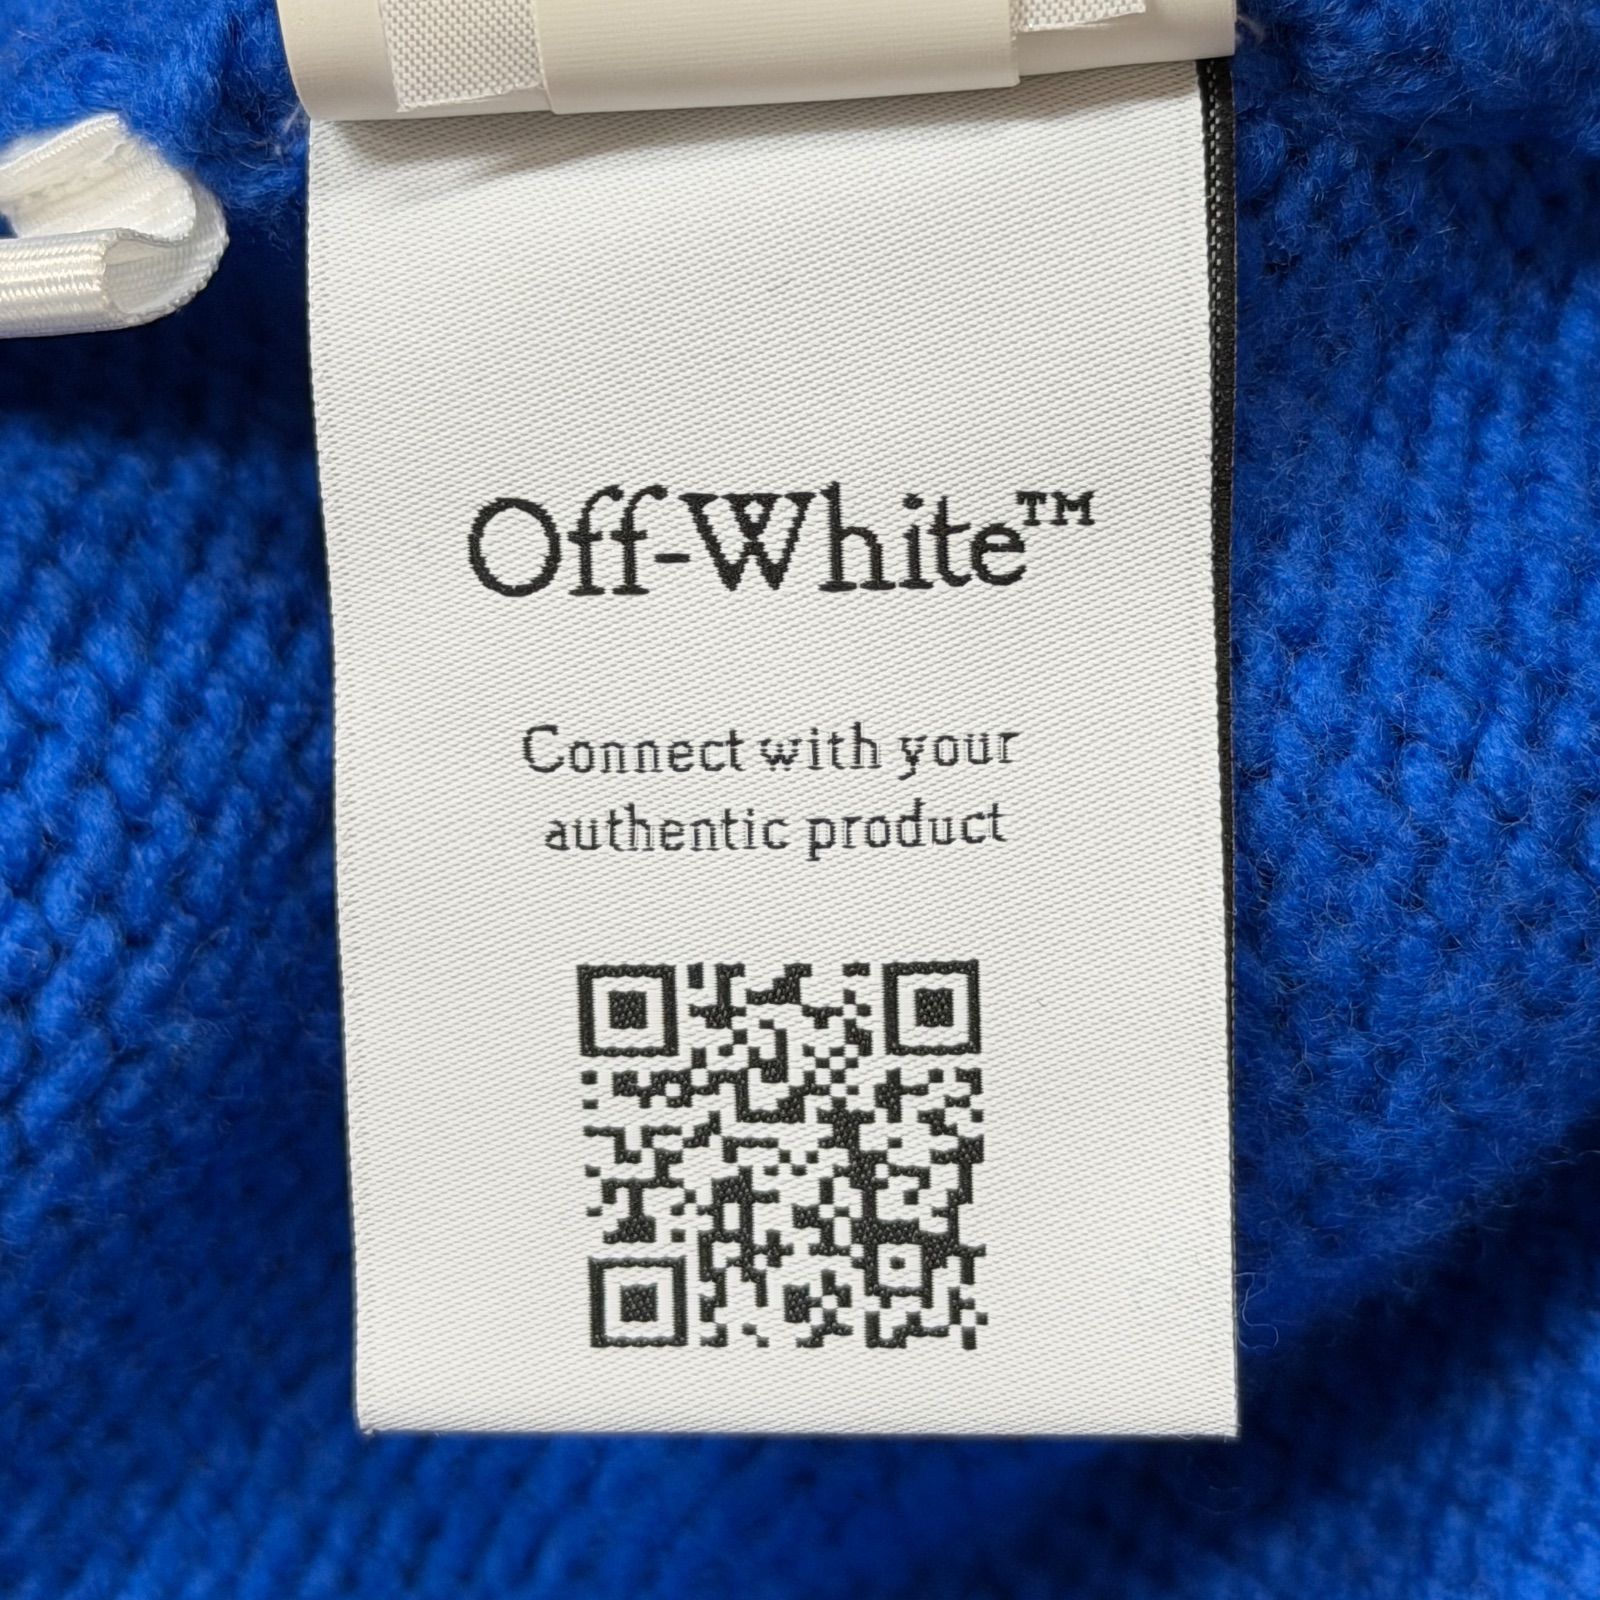 Off-White™
Connect with your
authentic product